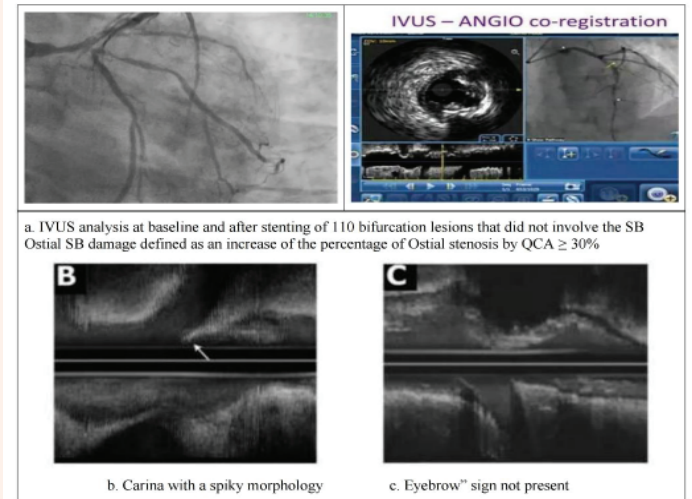 IVUS – ANGIO co-registration
a. IVUS analysis at baseline and after stenting of 110 bifurcation lesions that did not involve the SB
Ostial SB damage defined as an increase of the percentage of Ostial stenosis by QCA ≥ 30%
B
C
b. Carina with a spiky morphology
c. Eyebrow” sign not present